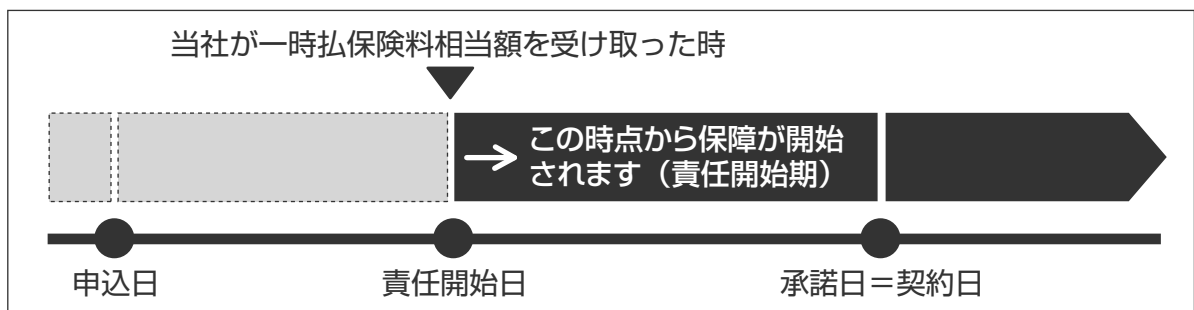 当社が一時払保険料相当額を受け取った時
この時点から保障が開始
されます（責任開始期）
申込日
責任開始日
承諾日＝契約日